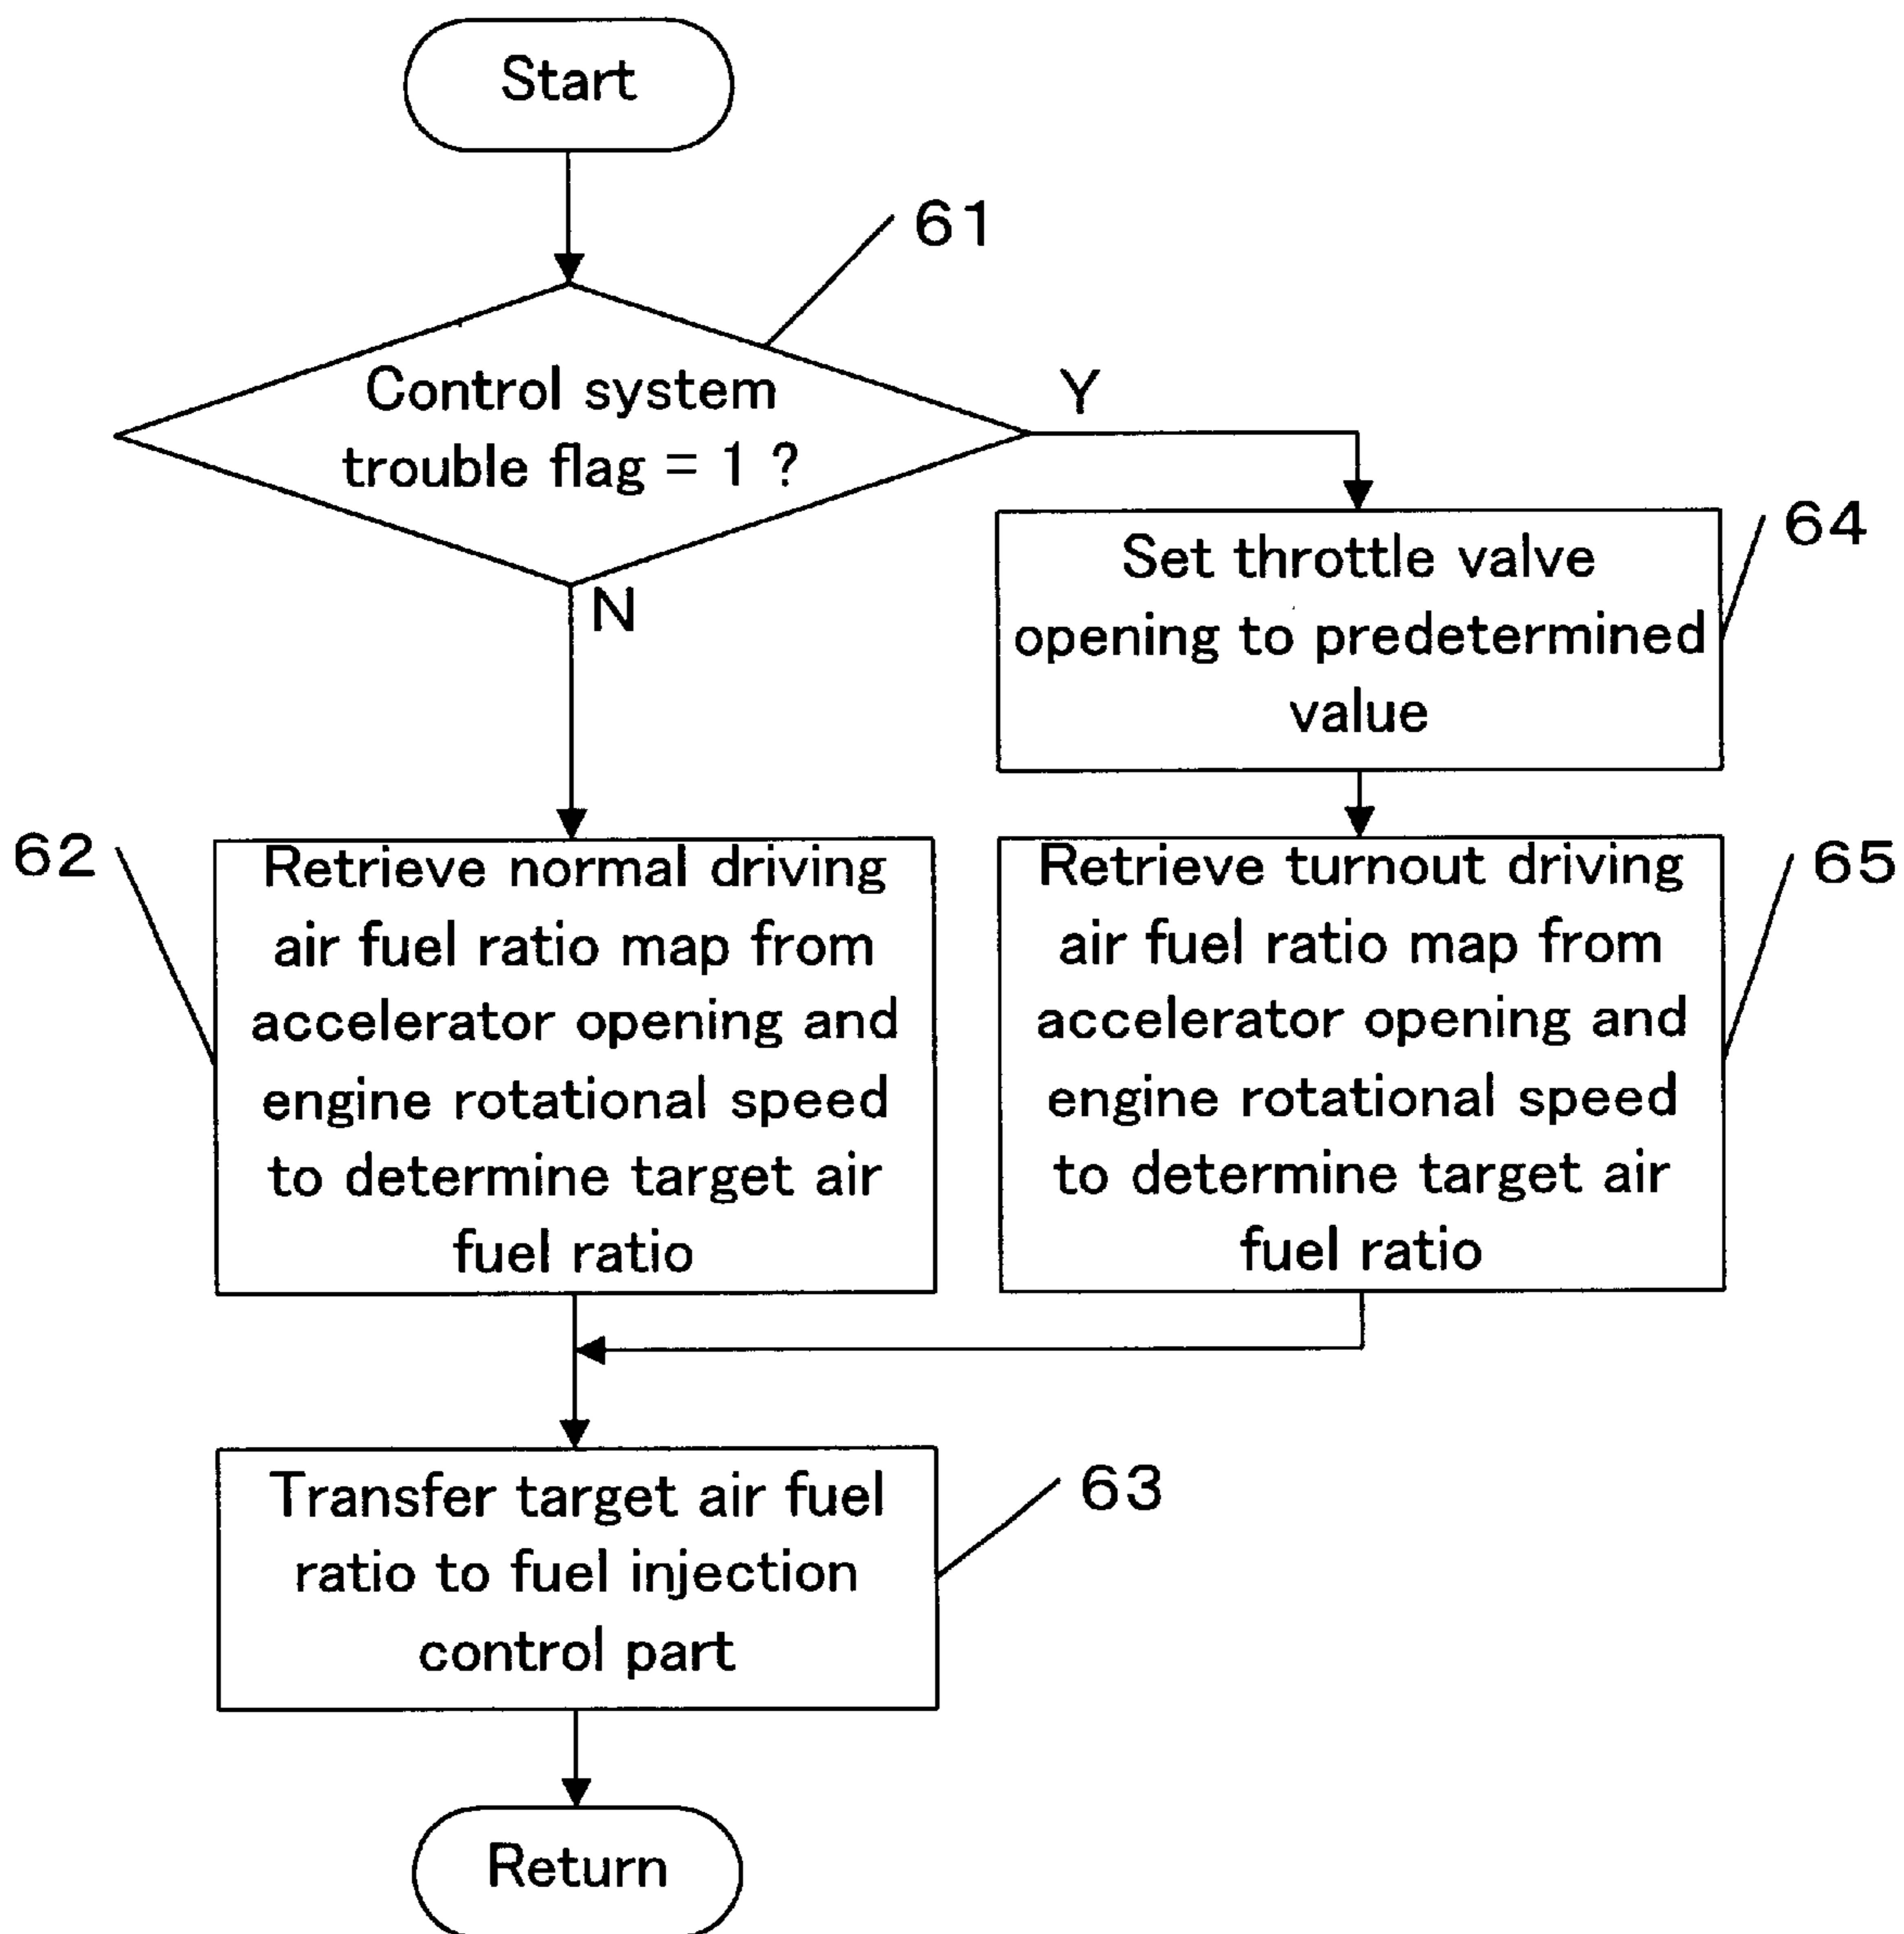 Start
61
Control system
trouble flag = 1 ?
Y
N
64
Set throttle valve
opening to predetermined
value
62
Retrieve normal driving
air fuel ratio map from
accelerator opening and
engine rotational speed
to determine target air
fuel ratio
65
Retrieve turnout driving
air fuel ratio map from
accelerator opening and
engine rotational speed
to determine target air
fuel ratio
63
Transfer target air fuel
ratio to fuel injection
control part
Return